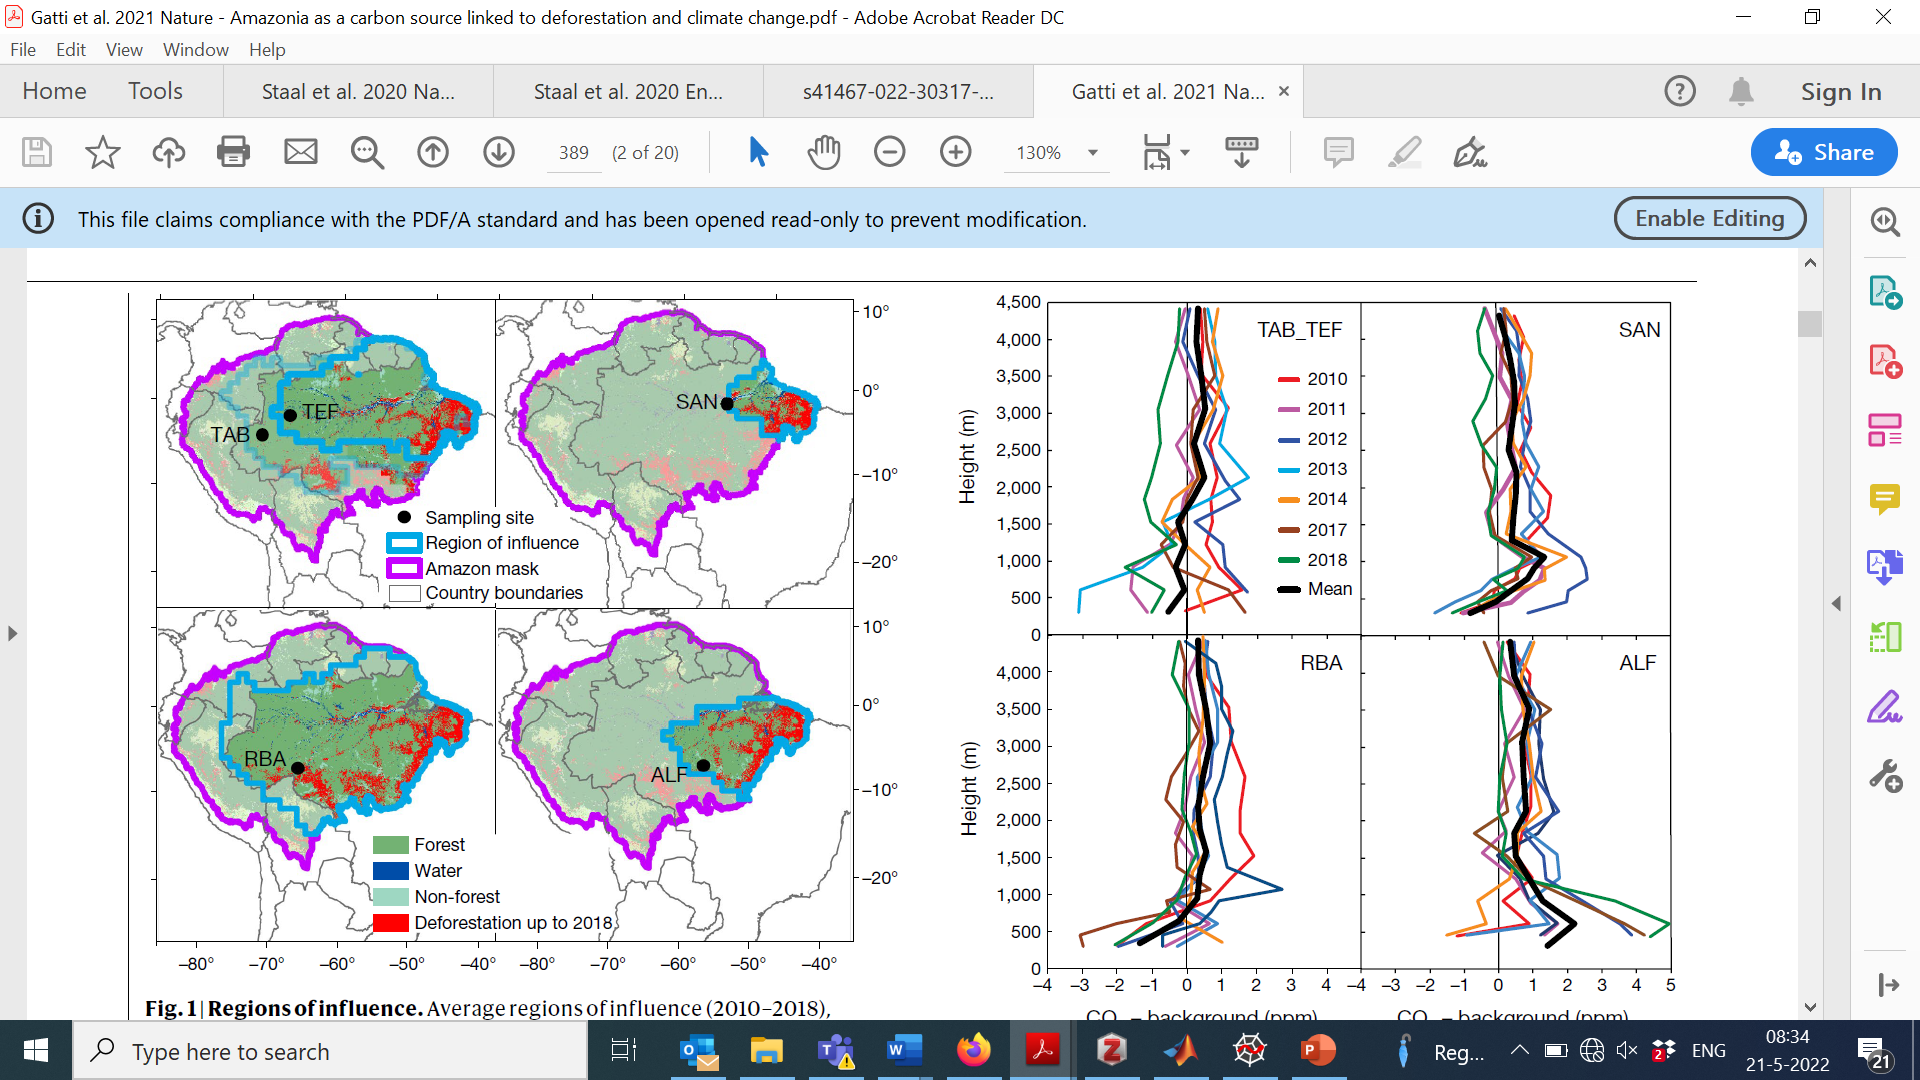 Gatti et al. 2021 Nature - Amazonia as a carbon source linked to deforestation and climate change.pdf - Adobe Acrobat Reader DC
File Edit View Window Help
Home Tools Staal et al. 2020 Na... Staal et al. 2020 En... s41467-022-30317-... Gatti et al. 2021 Na... × Sign In
389 (2 of 20) 130% Share
This file claims compliance with the PDF/A standard and has been opened read-only to prevent modification. Enable Editing
TEF
TAB
SAN
Sampling site
Region of influence
Amazon mask
Country boundaries
10°
0°
–10°
–20°
RBA
ALF
Forest
Water
Non-forest
Deforestation up to 2018
10°
0°
–10°
–20°
–80° –70° –60° –50° –40° –80° –70° –60° –50° –40°
Fig. 1 | Regions of influence. Average regions of influence (2010–2018),
Height (m)
4,500
4,000
3,500
3,000
2,500
2,000
1,500
1,000
500
0
TAB_TEF
2010
2011
2012
2013
2014
2017
2018
Mean
SAN
Height (m)
4,000
3,500
3,000
2,500
2,000
1,500
1,000
500
0
RBA
ALF
–4 –3 –2 –1 0 1 2 3 4 –4 –3 –2 –1 0 1 2 3 4 5
CO – background (ppm) CO – background (ppm)
Type here to search
Reg... 2 ENG 08:34
21-5-2022 21